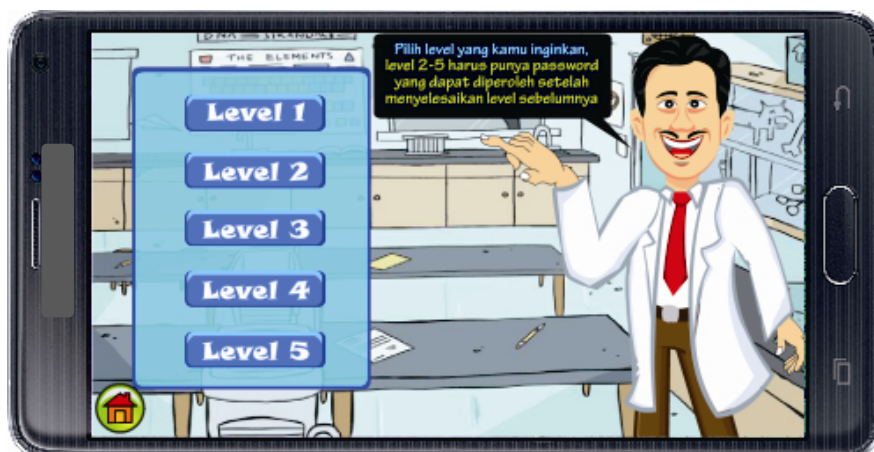 THE ELEMENTS
Pilih level yang kamu inginkan,
level 2-5 harus punya password
yang dapat diperoleh setelah
menyelesaikan level sebelumnya
Level 1
Level 2
Level 3
Level 4
Level 5